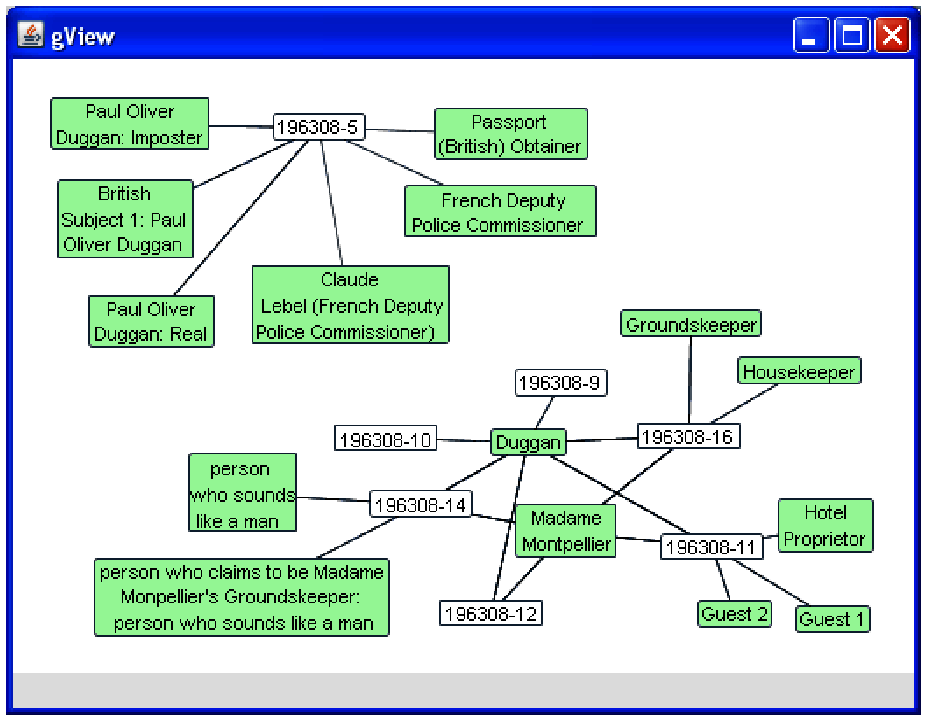 gView
Paul Oliver
Duggan: Imposter
196308-5
Passport
(British) Obtainer
British
Subject 1: Paul
Oliver Duggan
French Deputy
Police Commissioner
Paul Oliver
Duggan: Real
Claude
Lebel (French Deputy
Police Commissioner)
Groundskeeper
Housekeeper
196308-9
196308-10
Duggan
196308-16
person
who sounds
like a man
196308-14
Madame
Montpellier
Hotel
Proprietor
196308-11
person who claims to be Madame
Monpellier's Groundskeeper:
person who sounds like a man
196308-12
Guest 2
Guest 1